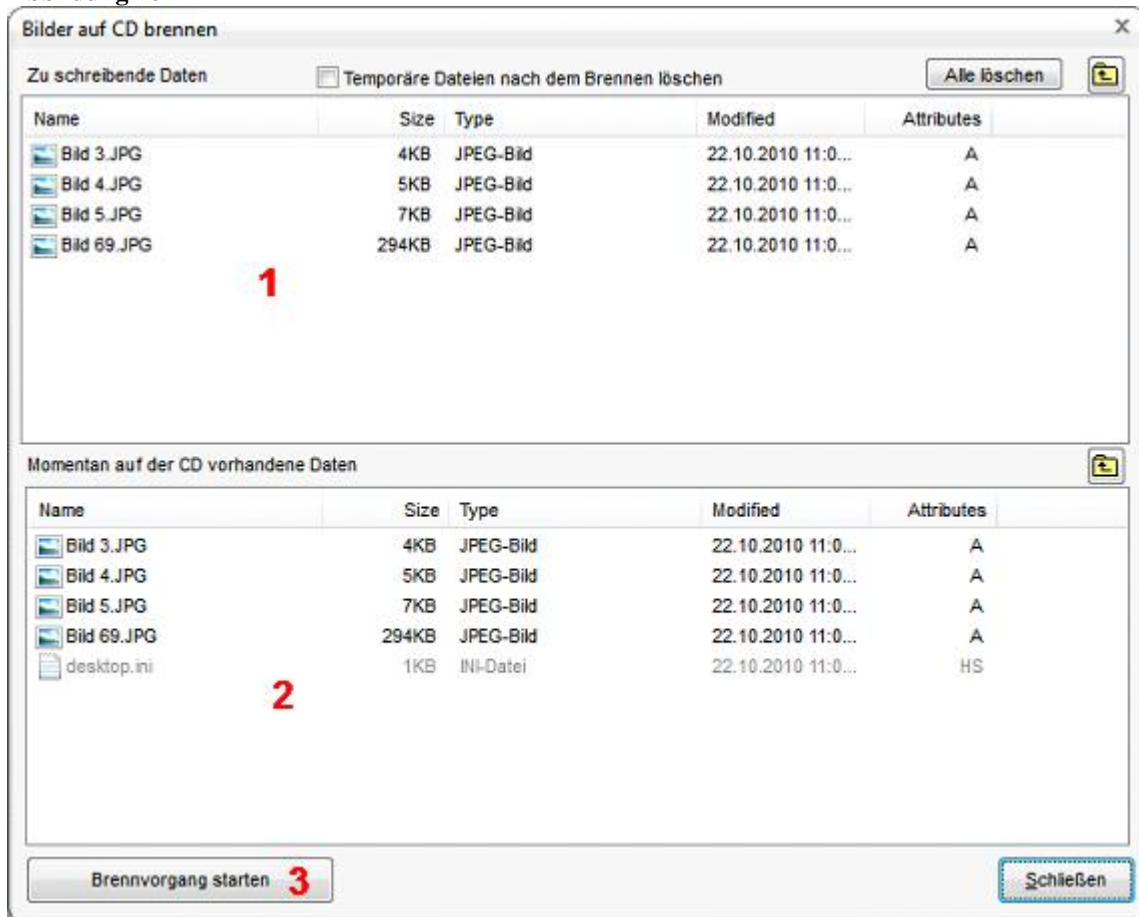 Bilder auf CD brennen X
Zu schreibende Daten Temporäre Dateien nach dem Brennen löschen Alle löschen
Name Size Type Modified Attributes
Bild 3.JPG 4KB JPEG-Bild 22.10.2010 11:0... A
Bild 4.JPG 5KB JPEG-Bild 22.10.2010 11:0... A
Bild 5.JPG 7KB JPEG-Bild 22.10.2010 11:0... A
Bild 69.JPG 294KB JPEG-Bild 22.10.2010 11:0... A
1
Momentan auf der CD vorhandene Daten
Name Size Type Modified Attributes
Bild 3.JPG 4KB JPEG-Bild 22.10.2010 11:0... A
Bild 4.JPG 5KB JPEG-Bild 22.10.2010 11:0... A
Bild 5.JPG 7KB JPEG-Bild 22.10.2010 11:0... A
Bild 69.JPG 294KB JPEG-Bild 22.10.2010 11:0... A
desktop.ini 1KB INI-Datei 22.10.2010 11:0... HS
2
Brennvorgang starten 3 Schließen